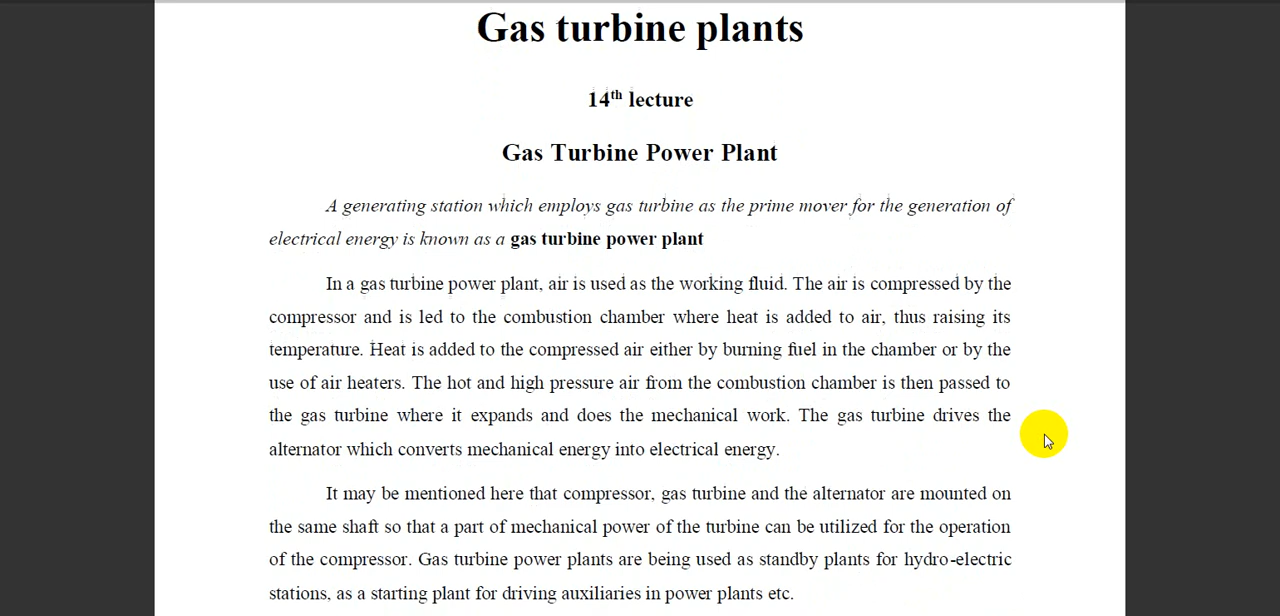 Gas turbine plants
14th lecture
Gas Turbine Power Plant
A generating station which employs gas turbine as the prime mover for the generation of
electrical energy is known as a gas turbine power plant
In a gas turbine power plant, air is used as the working fluid. The air is compressed by the
compressor and is led to the combustion chamber where heat is added to air, thus raising its
temperature. Heat is added to the compressed air either by burning fuel in the chamber or by the
use of air heaters. The hot and high pressure air from the combustion chamber is then passed to
the gas turbine where it expands and does the mechanical work. The gas turbine drives the
alternator which converts mechanical energy into electrical energy.
It may be mentioned here that compressor, gas turbine and the alternator are mounted on
the same shaft so that a part of mechanical power of the turbine can be utilized for the operation
of the compressor. Gas turbine power plants are being used as standby plants for hydro-electric
stations, as a starting plant for driving auxiliaries in power plants etc.